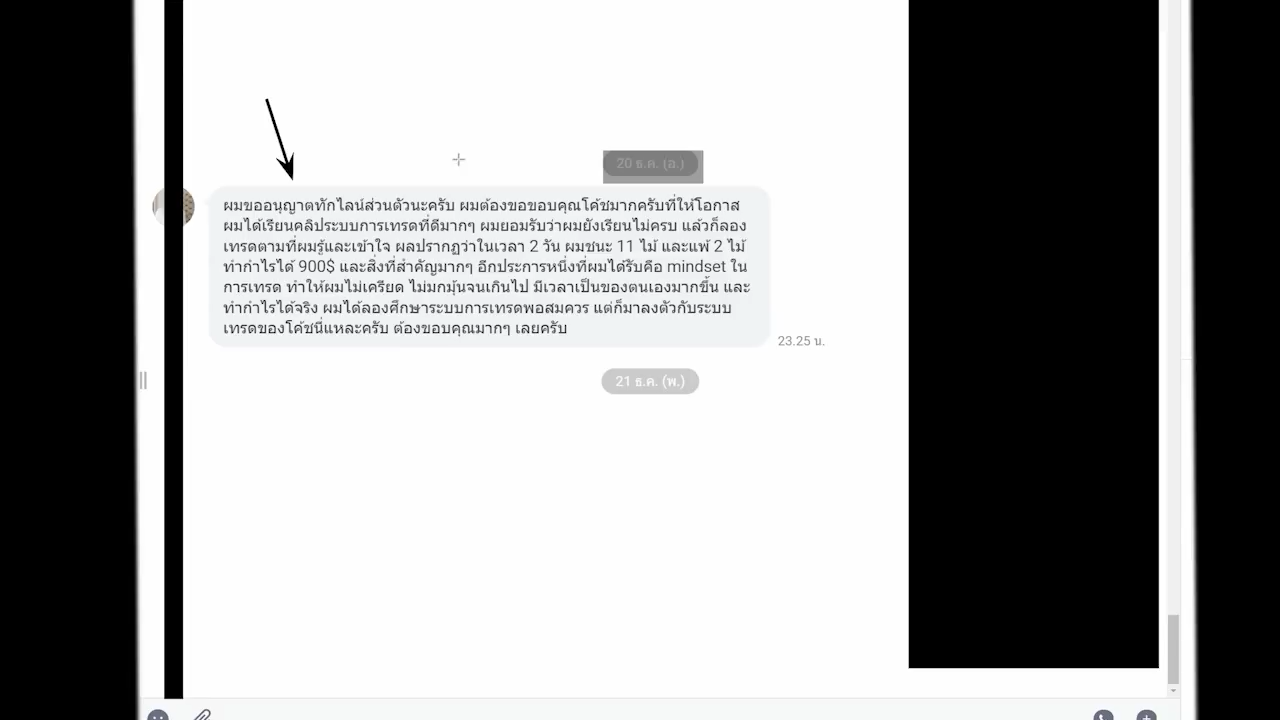 20 ธ.ค. (อ.)
ผมขออนุญาตทักไลน์ส่วนตัวนะครับ ผมต้องขอขอบคุณโค้ชมากครับที่ให้โอกาส
ผมได้เรียนคลิประบบการเทรดที่ดีมากๆ ผมยอมรับว่าผมยังเรียนไม่ครบ แล้วก็ลอง
เทรดตามที่ผมรู้และเข้าใจ ผลปรากฏว่าในเวลา 2 วัน ผมชนะ 11 ไม้ และแพ้ 2 ไม้
ทำกำไรได้ 900$ และสิ่งที่สำคัญมากๆ อีกประการหนึ่งที่ผมได้รับคือ mindset ใน
การเทรด ทำให้ผมไม่เครียด ไม่มกมุ้นจนเกินไป มีเวลาเป็นของตนเองมากขึ้น และ
ทำกำไรได้จริง ผมได้ลองศึกษาระบบการเทรดพอสมควร แต่ก็มาลงตัวกับระบบ
เทรดของโค้ชนี่แหละครับ ต้องขอบคุณมากๆ เลยครับ
23.25 น.
21 ธ.ค. (พ.)